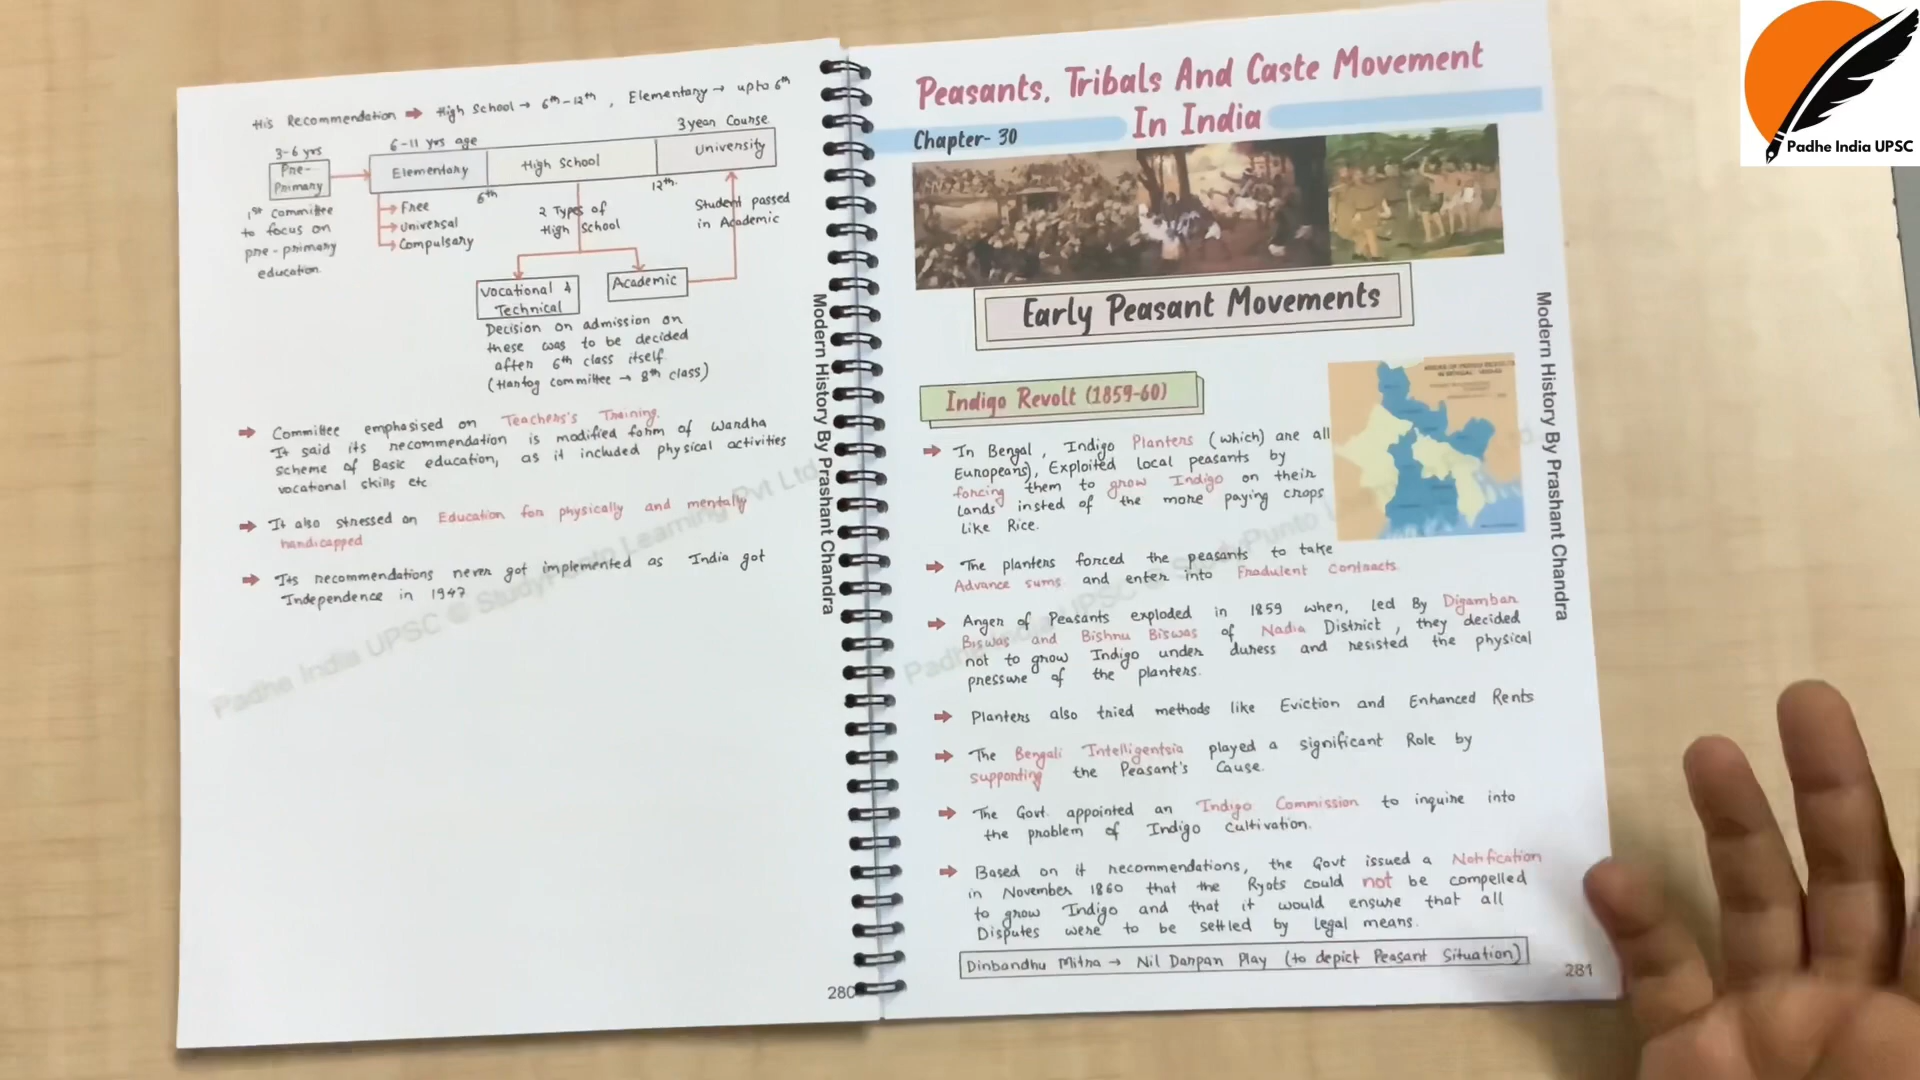 His Recommendation → High School → 6th-12th, Elementary → upto 6th
3-6 yrs
6-11 yrs age
3 year Counse
Pre-
Primary
Elementary
High School
University
6th
12th
1st committee
to focus on
pre-primary
education.
→ Free
→ Universal
→ Compulsary
2 Types of
High School
Student passed
in Academic
Vocational &
Technical
Academic
Decision on admission on
these was to be decided
after 6th class itself
(Hantog committee → 8th class)
→ Committee emphasised on Teachers's Training.
It said its recommendation is modified form of Wardha
scheme of Basic education, as it included physical activities
vocational skills etc
→ It also stressed on Education for physically and mentally
handicapped
→ Its recommendations never got implemented as India got
Independence in 1947
Padhe India UPSC @ StudyPunto Learning Pvt Ltd
280
Modern History By Prashant Chandra
Peasants, Tribals And Caste Movement
In India
Chapter- 30
Early Peasant Movements
Indigo Revolt (1859-60)
→ In Bengal, Indigo Planters (which) are all
Europeans), Exploited local peasants by
forcing them to grow Indigo on their
lands insted of the more paying crops
like Rice.
→ The planters forced the peasants to take
Advance sums and enter into Fradulent Contracts
→ Anger of Peasants exploded in 1859 when, led By Digamban
Biswas and Bishnu Biswas of Nadia District, they decided
not to grow Indigo under duress and resisted the physical
pressure of the planters.
→ Planters also tried methods like Eviction and Enhanced Rents
→ The Bengali Intelligentsia played a significant Role by
supporting the Peasant's Cause.
→ The Govt. appointed an Indigo Commission to inquire into
the problem of Indigo cultivation.
→ Based on it recommendations, the Govt issued a Notification
in November 1860 that the Ryots could not be compelled
to grow Indigo and that it would ensure that all
Disputes were to be settled by legal means.
Dinbandhu Mitra → Nil Darpan Play (to depict Peasant Situation)
281
Modern History By Prashant Chandra
Padhe India UPSC